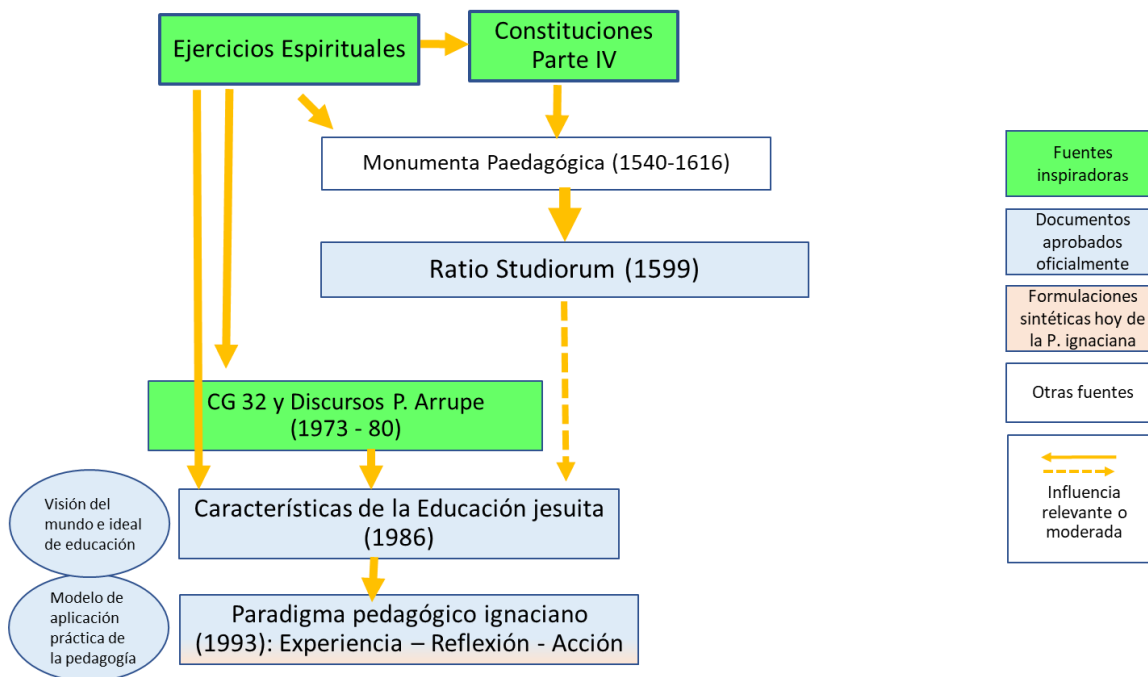 Ejercicios Espirituales
Constituciones
Parte IV
Monumenta Paedagógica (1540-1616)
Ratio Studiorum (1599)
CG 32 y Discursos P. Arrupe
(1973 - 80)
Visión del
mundo e ideal
de educación
Características de la Educación jesuita
(1986)
Modelo de
aplicación
práctica de
la pedagogía
Paradigma pedagógico ignaciano
(1993): Experiencia – Reflexión - Acción
Fuentes
inspiradoras
Documentos
aprobados
oficialmente
Formulaciones
sintéticas hoy de
la P. ignaciana
Otras fuentes
Influencia
relevante o
moderada